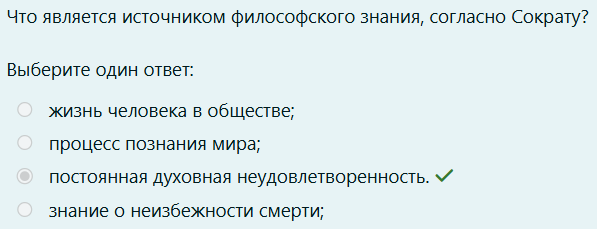 Что является источником философского знания, согласно Сократу?
Выберите один ответ:
жизнь человека в обществе;
процесс познания мира;
постоянная духовная неудовлетворенность.
знание о неизбежности смерти;